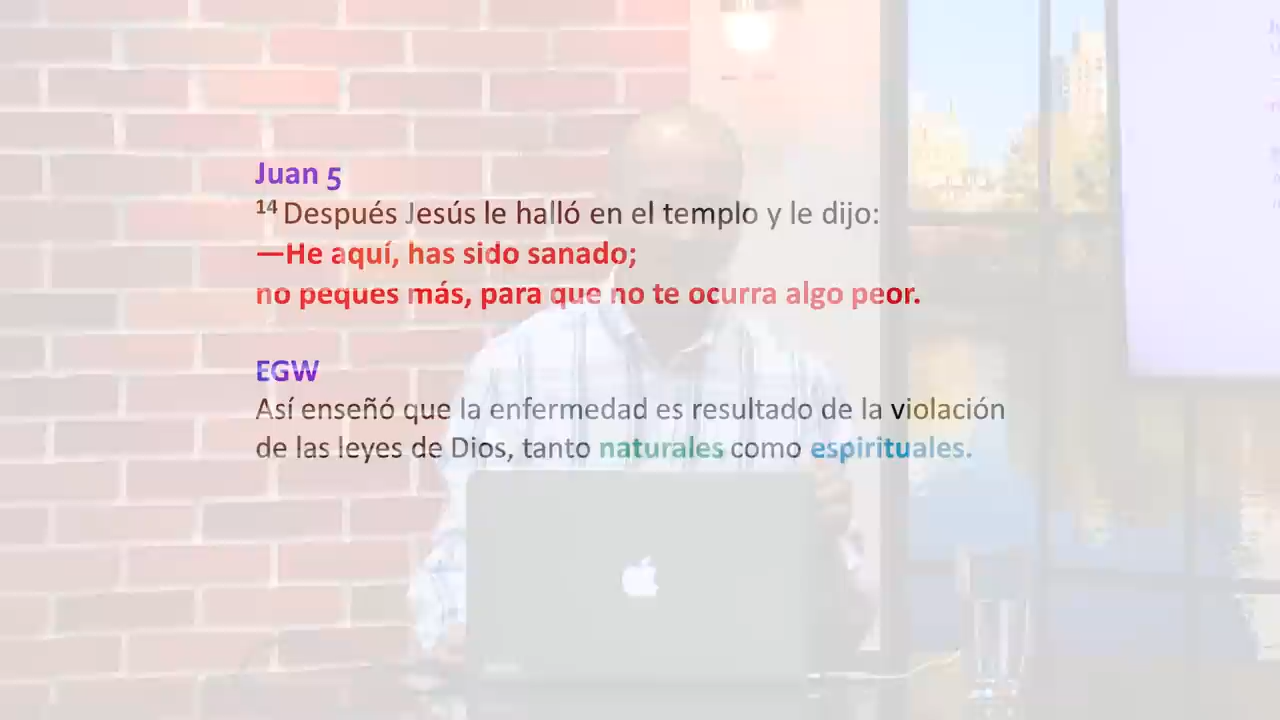 Juan 5
14 Después Jesús le halló en el templo y le dijo:
—He aquí, has sido sanado;
no peques más, para que no te ocurra algo peor.
EGW
Así enseñó que la enfermedad es resultado de la violación
de las leyes de Dios, tanto naturales como espirituales.